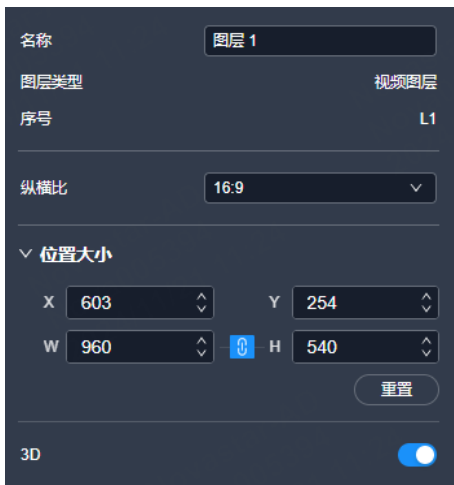 名称 图层 1
图层类型 视频图层
序号 L1
纵横比 16:9
位置大小
X 603 Y 254
W 960 H 540
重置
3D